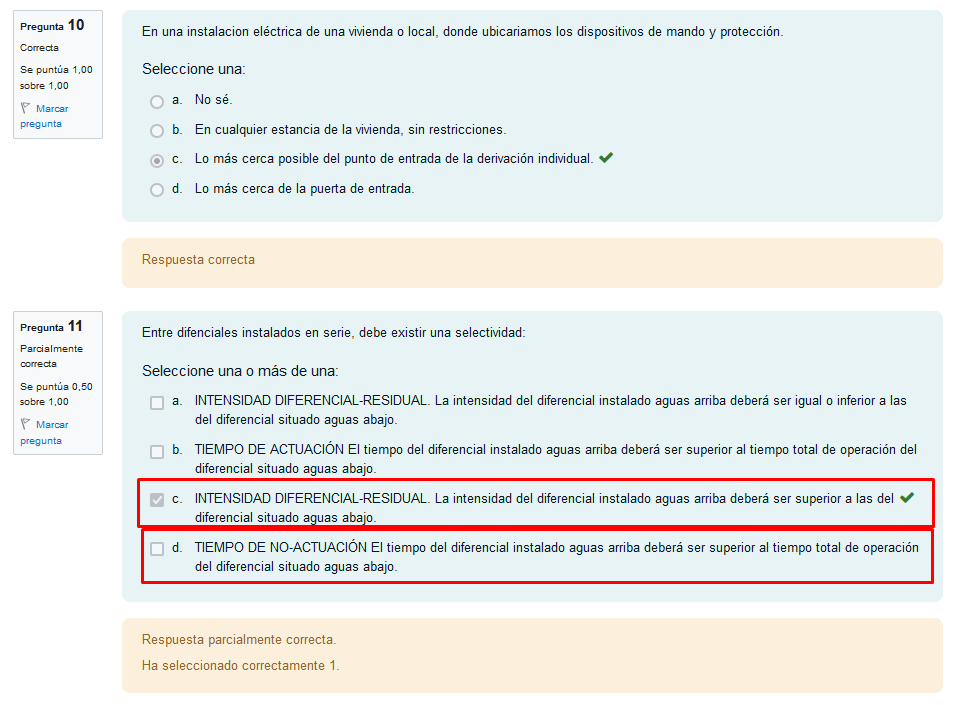 Pregunta 10
Correcta
Se puntúa 1,00
sobre 1,00
Marcar
pregunta
En una instalacion eléctrica de una vivienda o local, donde ubicariamos los dispositivos de mando y protección.
Seleccione una:
a. No sé.
b. En cualquier estancia de la vivienda, sin restricciones.
c. Lo más cerca posible del punto de entrada de la derivación individual.
d. Lo más cerca de la puerta de entrada.
Respuesta correcta
Pregunta 11
Parcialmente
correcta
Se puntúa 0,50
sobre 1,00
Marcar
pregunta
Entre difenciales instalados en serie, debe existir una selectividad:
Seleccione una o más de una:
a. INTENSIDAD DIFERENCIAL-RESIDUAL. La intensidad del diferencial instalado aguas arriba deberá ser igual o inferior a las
del diferencial situado aguas abajo.
b. TIEMPO DE ACTUACIÓN El tiempo del diferencial instalado aguas arriba deberá ser superior al tiempo total de operación del
diferencial situado aguas abajo.
c. INTENSIDAD DIFERENCIAL-RESIDUAL. La intensidad del diferencial instalado aguas arriba deberá ser superior a las del
diferencial situado aguas abajo.
d. TIEMPO DE NO-ACTUACIÓN El tiempo del diferencial instalado aguas arriba deberá ser superior al tiempo total de operación
del diferencial situado aguas abajo.
Respuesta parcialmente correcta.
Ha seleccionado correctamente 1.